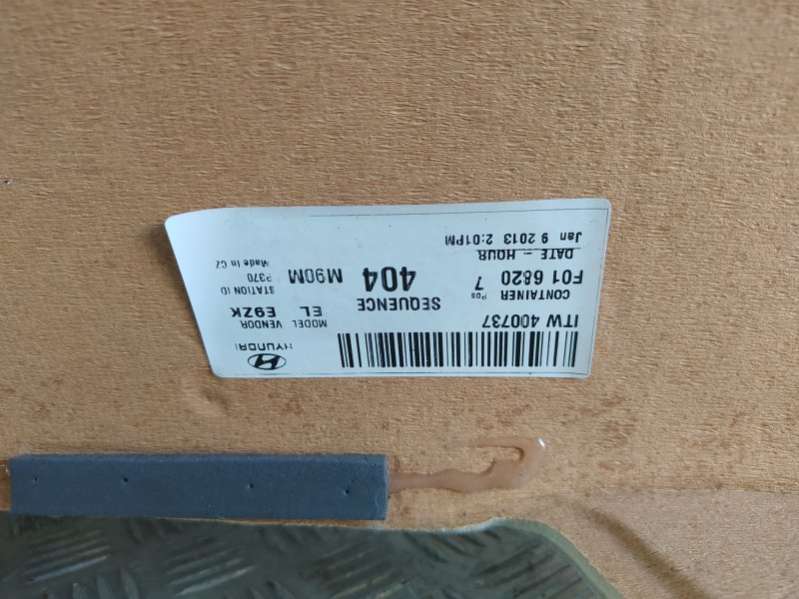 HYUNDAI
ITW 400737
MODEL VENDOR
EL E9ZK
CONTAINER Pos SEQUENCE STATION ID
F01 6820 7 404 M90M P370
Made in CZ
DATE - HOUR
Jan 9 2013 2:01PM